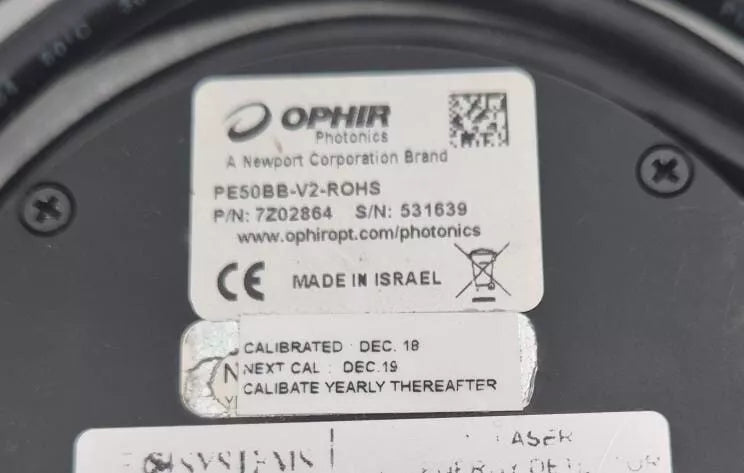 OPHIR
Photonics
A Newport Corporation Brand
PE50BB-V2-ROHS
P/N: 7Z02864 S/N: 531639
www.ophiropt.com/photonics
CE MADE IN ISRAEL
CALIBRATED : DEC. 18
NEXT CAL : DEC.19
CALIBATE YEARLY THEREAFTER
SYSTEMS